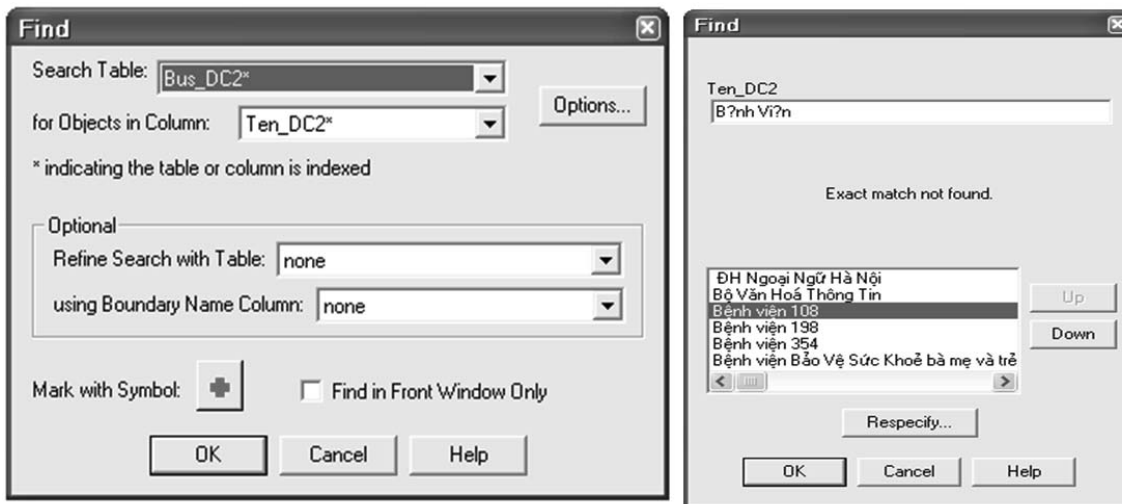 Find
Search Table: Bus_DC2*
Options...
for Objects in Column: Ten_DC2*
* indicating the table or column is indexed
Optional
Refine Search with Table: none
using Boundary Name Column: none
Mark with Symbol:
Find in Front Window Only
OK Cancel Help
Find
Ten_DC2
B?nh Vi?n
Exact match not found.
ĐH Ngoại Ngữ Hà Nội
Bộ Văn Hoá Thông Tin
Bệnh viện 108
Bệnh viện 198
Bệnh viện 354
Bệnh viện Bảo Vệ Sức Khoẻ bà mẹ và trẻ
Up
Down
Respecify...
OK Cancel Help